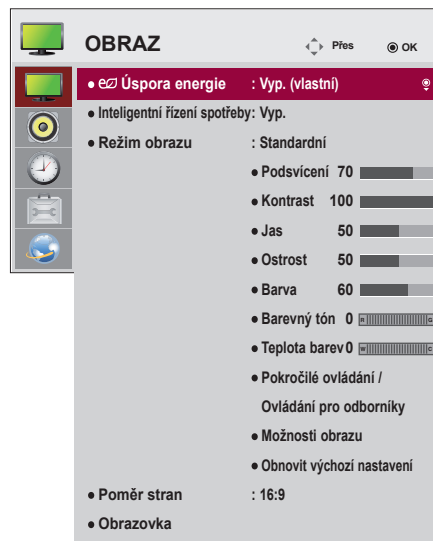 OBRAZ Přes OK
Úspora energie : Vyp. (vlastní)
Inteligentní řízení spotřeby: Vyp.
Režim obrazu : Standardní
Podsvícení 70
Kontrast 100
Jas 50
Ostrost 50
Barva 60
Barevný tón 0 R G
Teplota barev 0 W C
Pokročilé ovládání /
Ovládání pro odborníky
Možnosti obrazu
Obnovit výchozí nastavení
Poměr stran : 16:9
Obrazovka